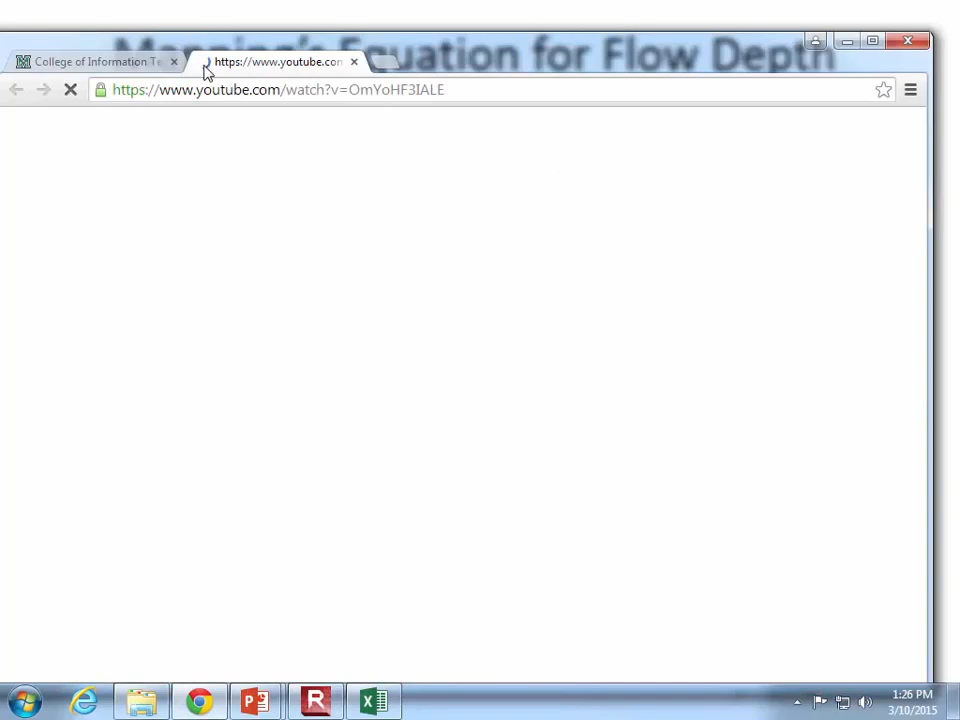 Manning's Equation for Flow Depth
College of Information Te
https://www.youtube.com
https://www.youtube.com/watch?v=OmYoHF3IALE
1:26 PM
3/10/2015